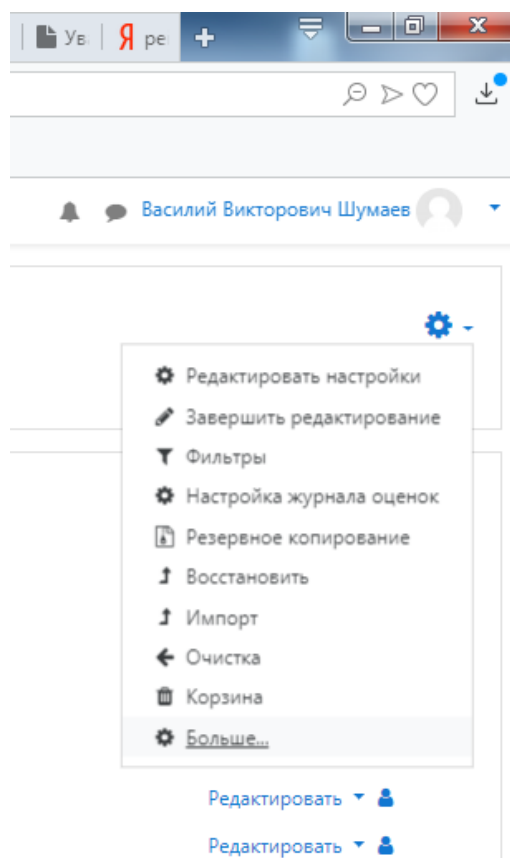 Ув
Я ре
Василий Викторович Шумаев
Редактировать настройки
Завершить редактирование
Фильтры
Настройка журнала оценок
Резервное копирование
Восстановить
Импорт
Очистка
Корзина
Больше...
Редактировать
Редактировать